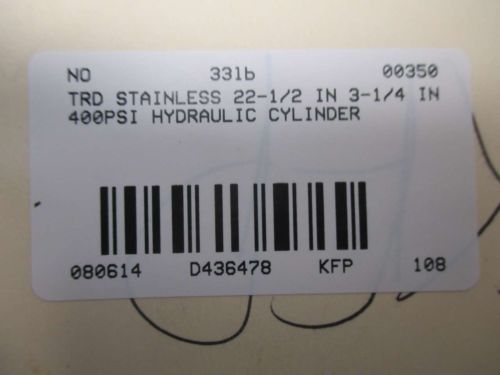 NO 331b 00350
TRD STAINLESS 22-1/2 IN 3-1/4 IN
400PSI HYDRAULIC CYLINDER
080614 D436478 KFP 108